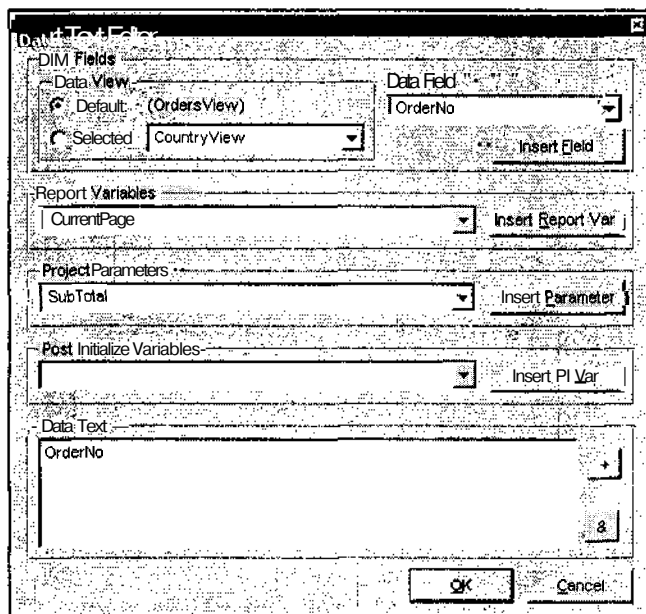 Data Text Editor
DIM Fields
Data View
Default: (OrdersView)
Selected CountryView
Data Field
OrderNo
Insert Field
Report Variables
CurrentPage
Insert Report Var
Project Parameters
SubTotal
Insert Parameter
Post Initialize Variables
Insert PI Var
Data Text
OrderNo
+
&
OK Cancel